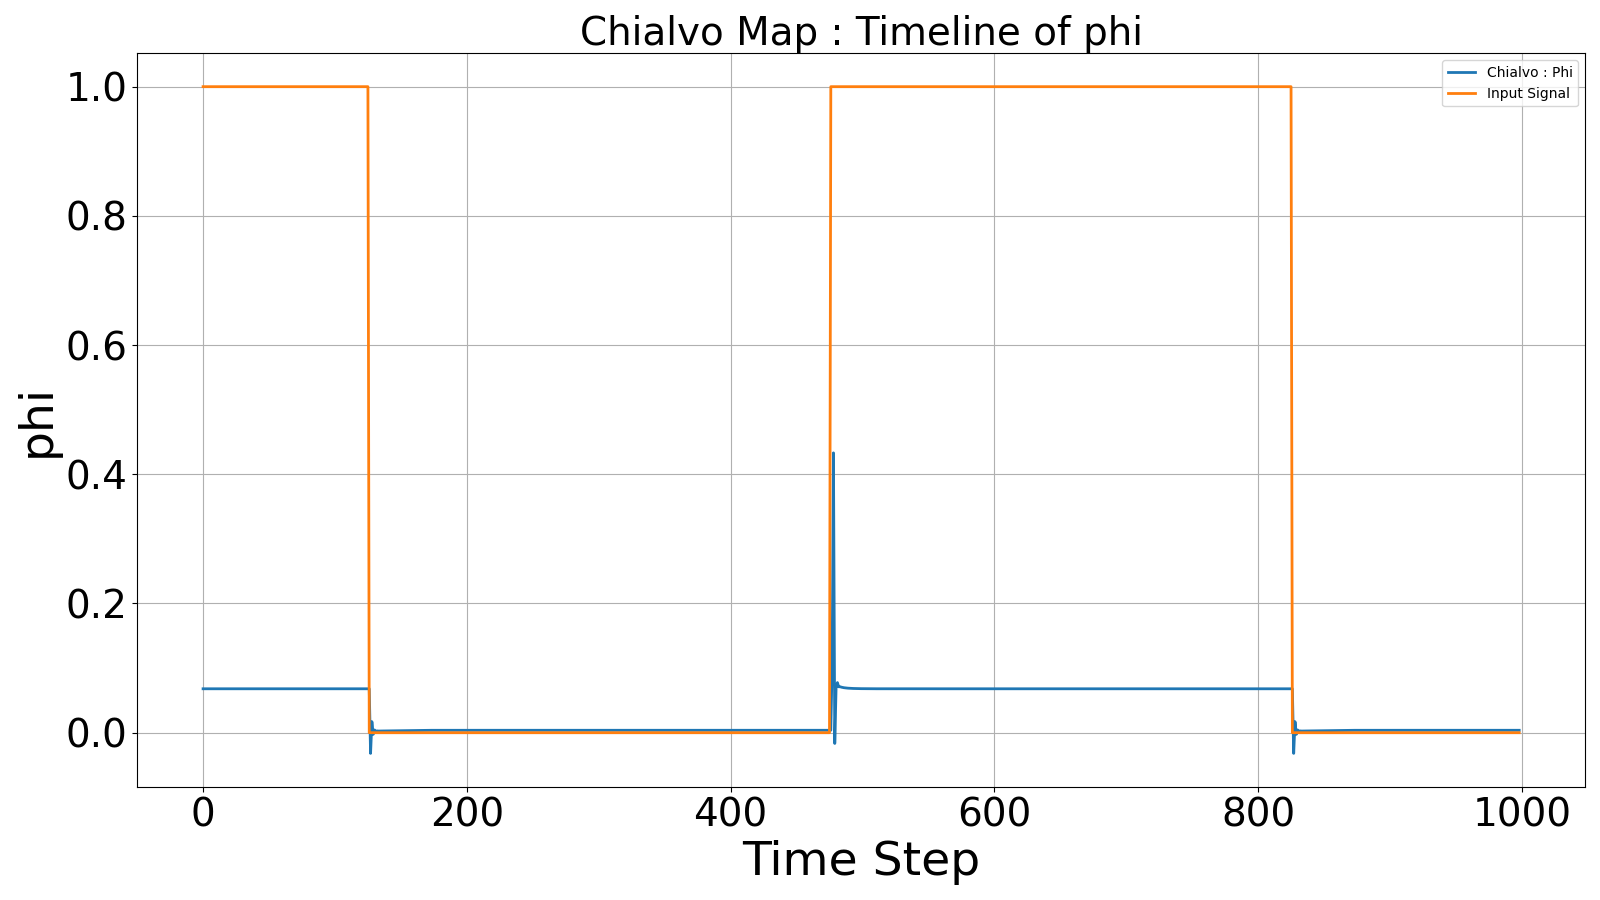 Chialvo Map : Timeline of phi
Chialvo : Phi
Input Signal
1.0
0.8
0.6
0.4
0.2
0.0
phi
0 200 400 600 800 1000
Time Step